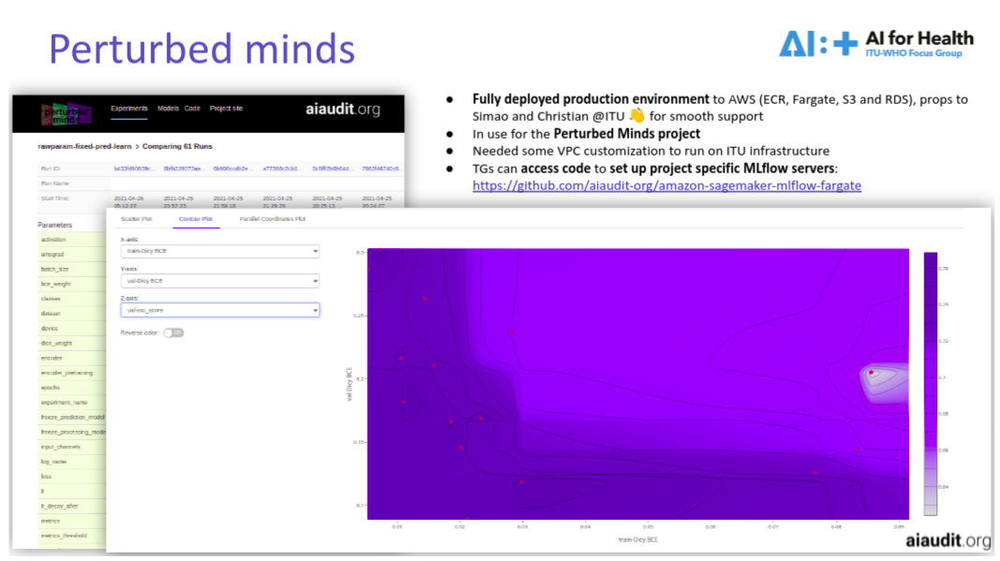 Perturbed minds
AI for Health
ITU-WHO Focus Group
● Fully deployed production environment to AWS (ECR, Fargate, S3 and RDS), props to
Simao and Christian @ITU 👋 for smooth support
● In use for the Perturbed Minds project
● Needed some VPC customization to run on ITU infrastructure
● TGs can access code to set up project specific MLflow servers:
https://github.com/aiaudit-org/amazon-sagemaker-mlflow-fargate
perturbed
minds
Experiments Models Code Project site
aiaudit.org
rawparam-fixed-pred-learn > Comparing 61 Runs
Run ID:
Run Name:
Start Time: 2021-04-26 2021-04-25 2021-04-25 2021-04-25 2021-04-25 2021-04-25
Parameters
activation
amsgrad
batch_size
bce_weight
classes
dataset
device
dice_weight
encoder
encoder_pretraining
epochs
experiment_name
freeze_prediction_model
freeze_processing_mode
input_channels
log_name
loss
lr
lr_decay_after
metrics
metrics_threshold
Scatter Plot Contour Plot Parallel Coordinates Plot
X-axis:
train-Dicy BCE
Y-axis:
val-Dicy BCE
Z-axis:
val-iou_score
Reverse color: Off
val-Dicy BCE
0.3
0.25
0.2
0.15
0.1
0.01 0.02 0.03 0.04 0.05 0.06 0.07 0.08 0.09
train-Dicy BCE
0.76
0.74
0.72
0.7
0.68
0.66
0.64
aiaudit.org